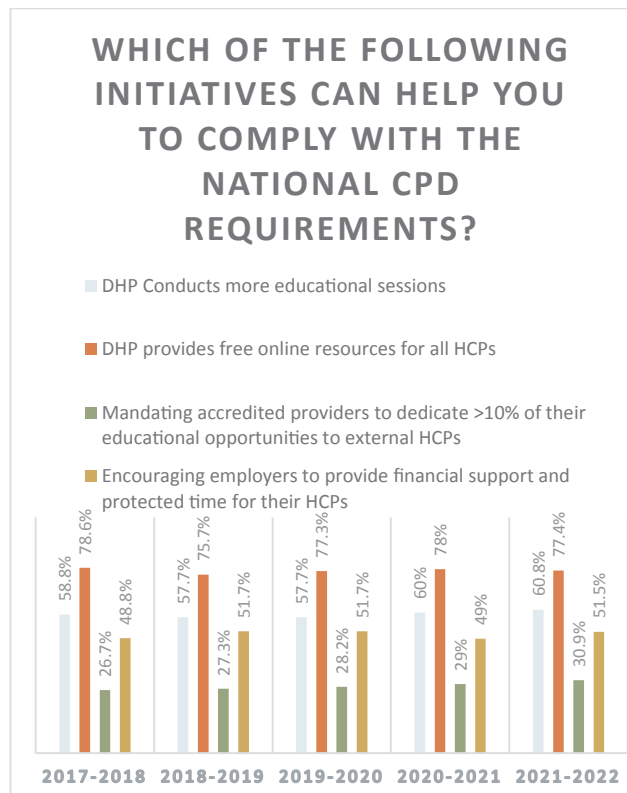 WHICH OF THE FOLLOWING
INITIATIVES CAN HELP YOU
TO COMPLY WITH THE
NATIONAL CPD
REQUIREMENTS?
DHP Conducts more educational sessions
DHP provides free online resources for all HCPs
Mandating accredited providers to dedicate >10% of their
educational opportunities to external HCPs
Encouraging employers to provide financial support and
protected time for their HCPs
58.8%
78.6%
26.7%
48.8%
57.7%
75.7%
27.3%
51.7%
57.7%
77.3%
28.2%
51.7%
60%
78%
29%
49%
60.8%
77.4%
30.9%
51.5%
2017-2018
2018-2019
2019-2020
2020-2021
2021-2022